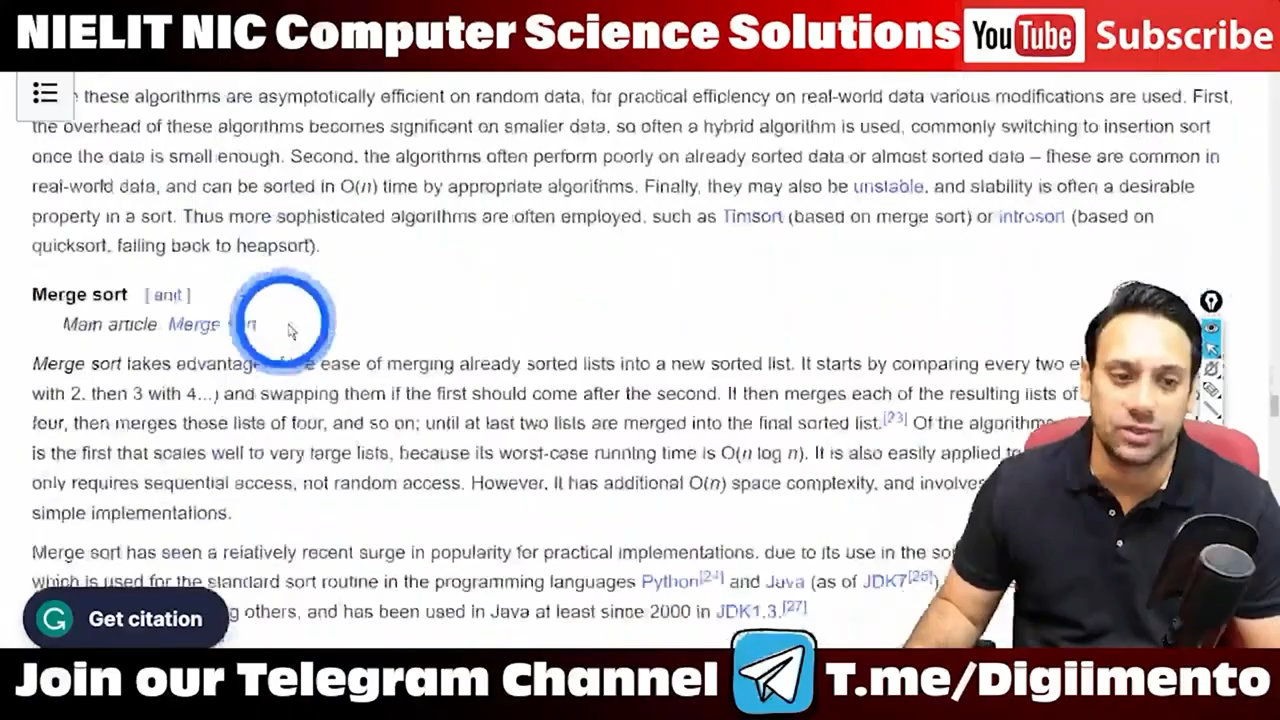 NIELIT NIC Computer Science Solutions YouTube Subscribe
these algorithms are asymptotically efficient on random data, for practical efficiency on real-world data various modifications are used. First,
the overhead of these algorithms becomes significant on smaller data, so often a hybrid algorithm is used, commonly switching to insertion sort
once the data is small enough. Second, the algorithms often perform poorly on already sorted data or almost sorted data – these are common in
real-world data, and can be sorted in O(n) time by appropriate algorithms. Finally, they may also be unstable, and stability is often a desirable
property in a sort. Thus more sophisticated algorithms are often employed, such as Timsort (based on merge sort) or introsort (based on
quicksort, falling back to heapsort).
Merge sort [ edit ]
Main article Merge
Merge sort takes advantage the ease of merging already sorted lists into a new sorted list. It starts by comparing every two
with 2, then 3 with 4...) and swapping them if the first should come after the second. It then merges each of the resulting lists of
four, then merges those lists of four, and so on; until at last two lists are merged into the final sorted list.[23] Of the
is the first that scales well to very large lists, because its worst-case running time is O(n log n). It is also easily applied
only requires sequential access, not random access. However, it has additional O(n) space complexity, and involves
simple implementations.
Merge sort has seen a relatively recent surge in popularity for practical implementations, due to its use in the
which is used for the standard sort routine in the programming languages Python[24] and Java (as of JDK7[25])
Get citation
others, and has been used in Java at least since 2000 in JDK1.3.[27]
Join our Telegram Channel T.me/Digiimento